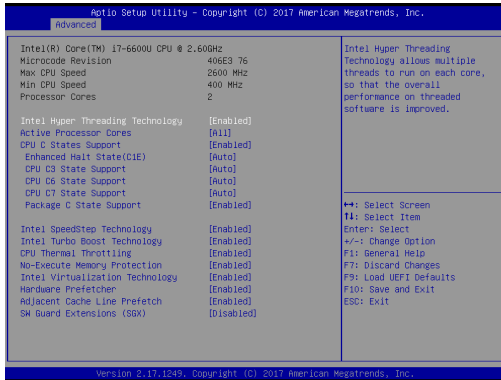 Aptio Setup Utility - Copyright (C) 2017 American Megatrends, Inc.
Advanced
Intel(R) Core(TM) i7-6600U CPU @ 2.60GHz
Microcode Revision 406E3 76
Max CPU Speed 2600 MHz
Min CPU Speed 400 MHz
Processor Cores 2
Intel Hyper Threading Technology [Enabled]
Active Processor Cores [All]
CPU C States Support [Enabled]
Enhanced Halt State(C1E) [Auto]
CPU C3 State Support [Auto]
CPU C6 State Support [Auto]
CPU C7 State Support [Auto]
Package C State Support [Enabled]
Intel SpeedStep Technology [Enabled]
Intel Turbo Boost Technology [Enabled]
CPU Thermal Throttling [Enabled]
No-Execute Memory Protection [Enabled]
Intel Virtualization Technology [Enabled]
Hardware Prefetcher [Enabled]
Adjacent Cache Line Prefetch [Enabled]
SW Guard Extensions (SGX) [Disabled]
Intel Hyper Threading
Technology allows multiple
threads to run on each core,
so that the overall
performance on threaded
software is improved.
↔: Select Screen
↑↓: Select Item
Enter: Select
+/-: Change Option
F1: General Help
F7: Discard Changes
F9: Load UEFI Defaults
F10: Save and Exit
ESC: Exit
Version 2.17.1249. Copyright (C) 2017 American Megatrends, Inc.